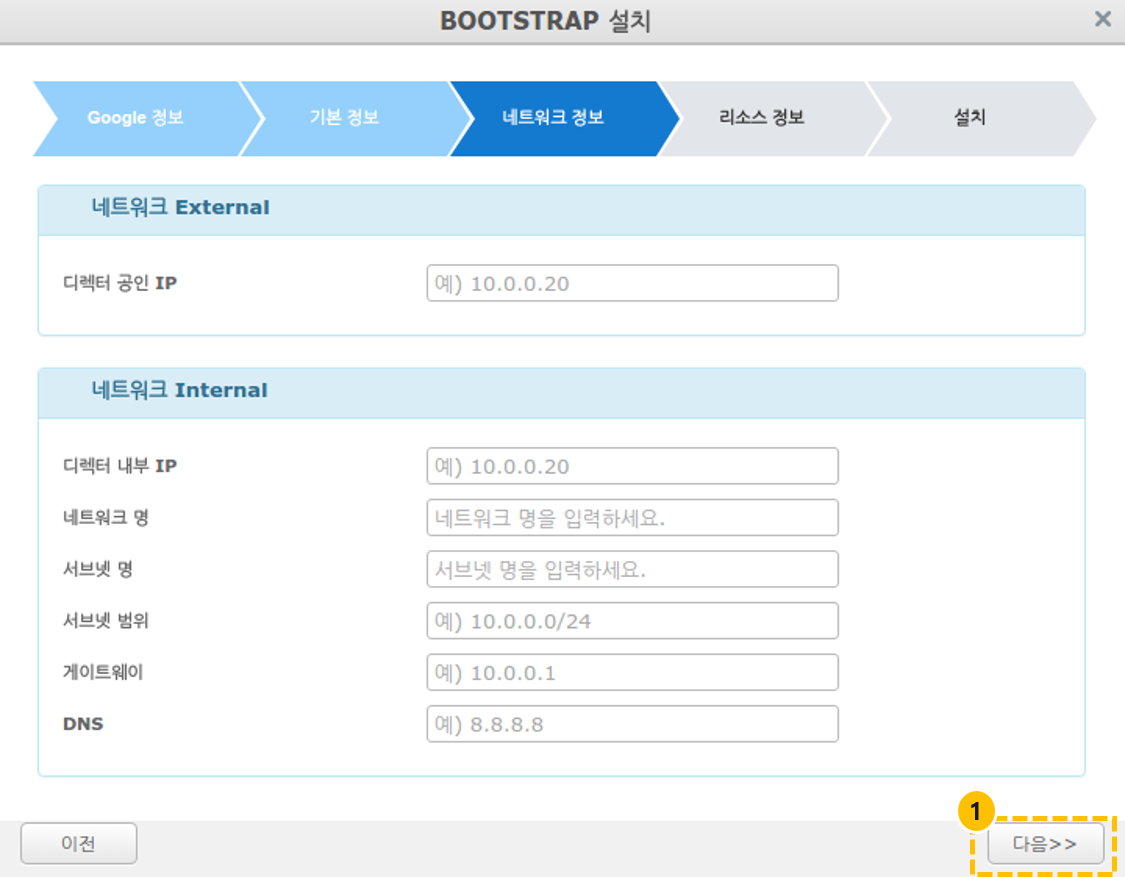 BOOTSTRAP 설치
×
Google 정보
기본 정보
네트워크 정보
리소스 정보
설치
네트워크 External
디렉터 공인 IP
예) 10.0.0.20
네트워크 Internal
디렉터 내부 IP
예) 10.0.0.20
네트워크 명
네트워크 명을 입력하세요.
서브넷 명
서브넷 명을 입력하세요.
서브넷 범위
예) 10.0.0.0/24
게이트웨이
예) 10.0.0.1
DNS
예) 8.8.8.8
이전
1
다음>>